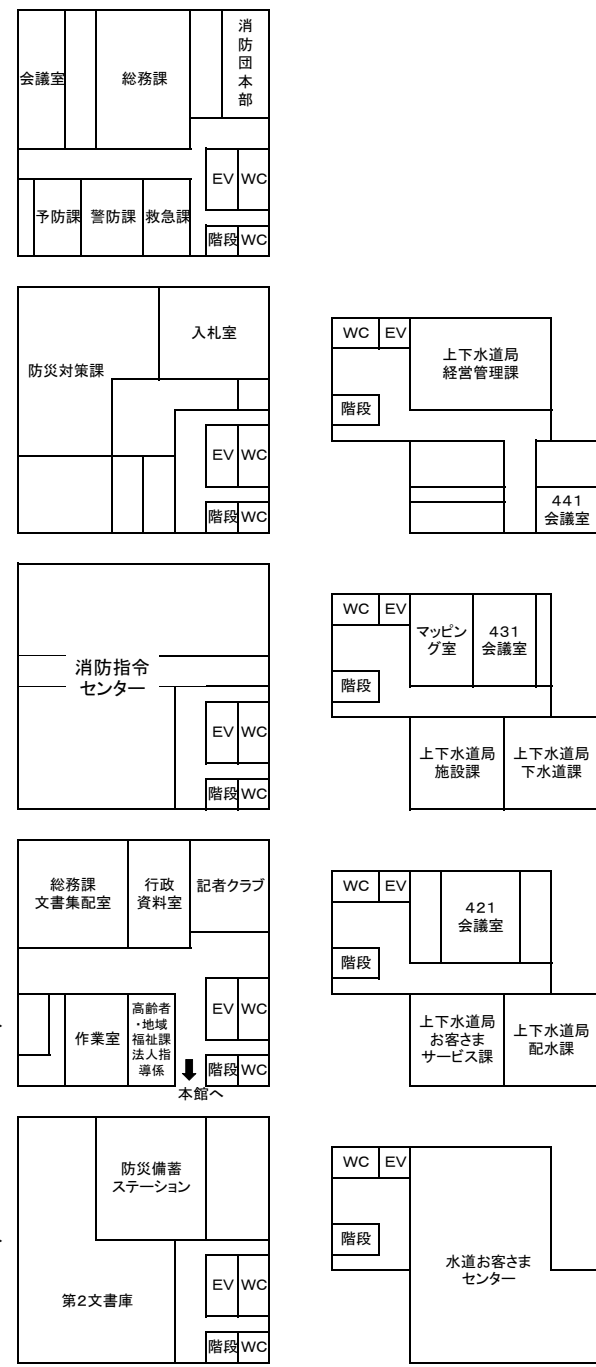 会議室
総務課
消防団本部
EV
WC
予防課
警防課
救急課
階段
WC
防災対策課
入札室
EV
WC
階段
WC
WC
EV
上下水道局
経営管理課
階段
441
会議室
消防指令
センター
EV
WC
階段
WC
WC
EV
マッピン
グ室
431
会議室
階段
上下水道局
施設課
上下水道局
下水道課
総務課
文書集配室
行政
資料室
記者クラブ
作業室
高齢者
・地域
福祉課
法人指
導係
EV
WC
階段
WC
本館へ
WC
EV
421
会議室
階段
上下水道局
お客さま
サービス課
上下水道局
配水課
防災備蓄
ステーション
第2文書庫
EV
WC
階段
WC
WC
EV
階段
水道お客さま
センター